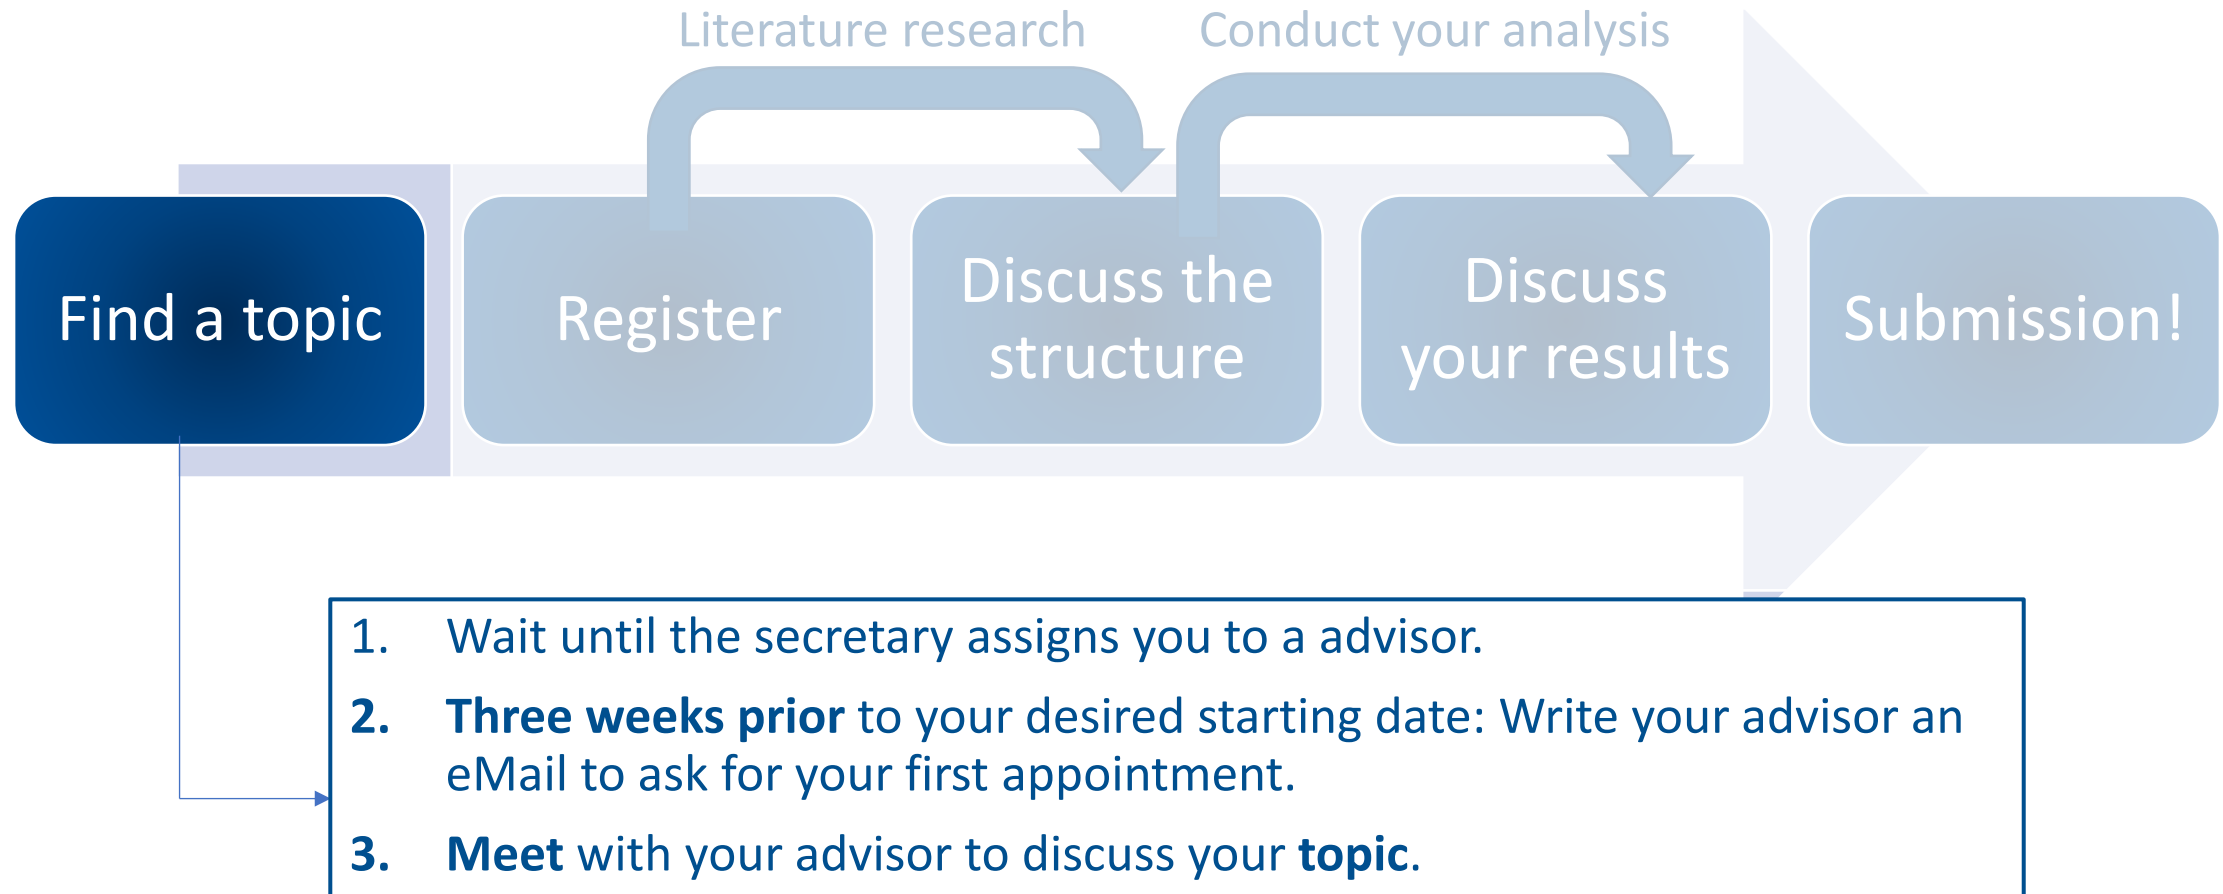 Literature research
Conduct your analysis
Find a topic
Register
Discuss the
structure
Discuss
your results
Submission!
1. Wait until the secretary assigns you to a advisor.
2. Three weeks prior to your desired starting date: Write your advisor an
eMail to ask for your first appointment.
3. Meet with your advisor to discuss your topic.